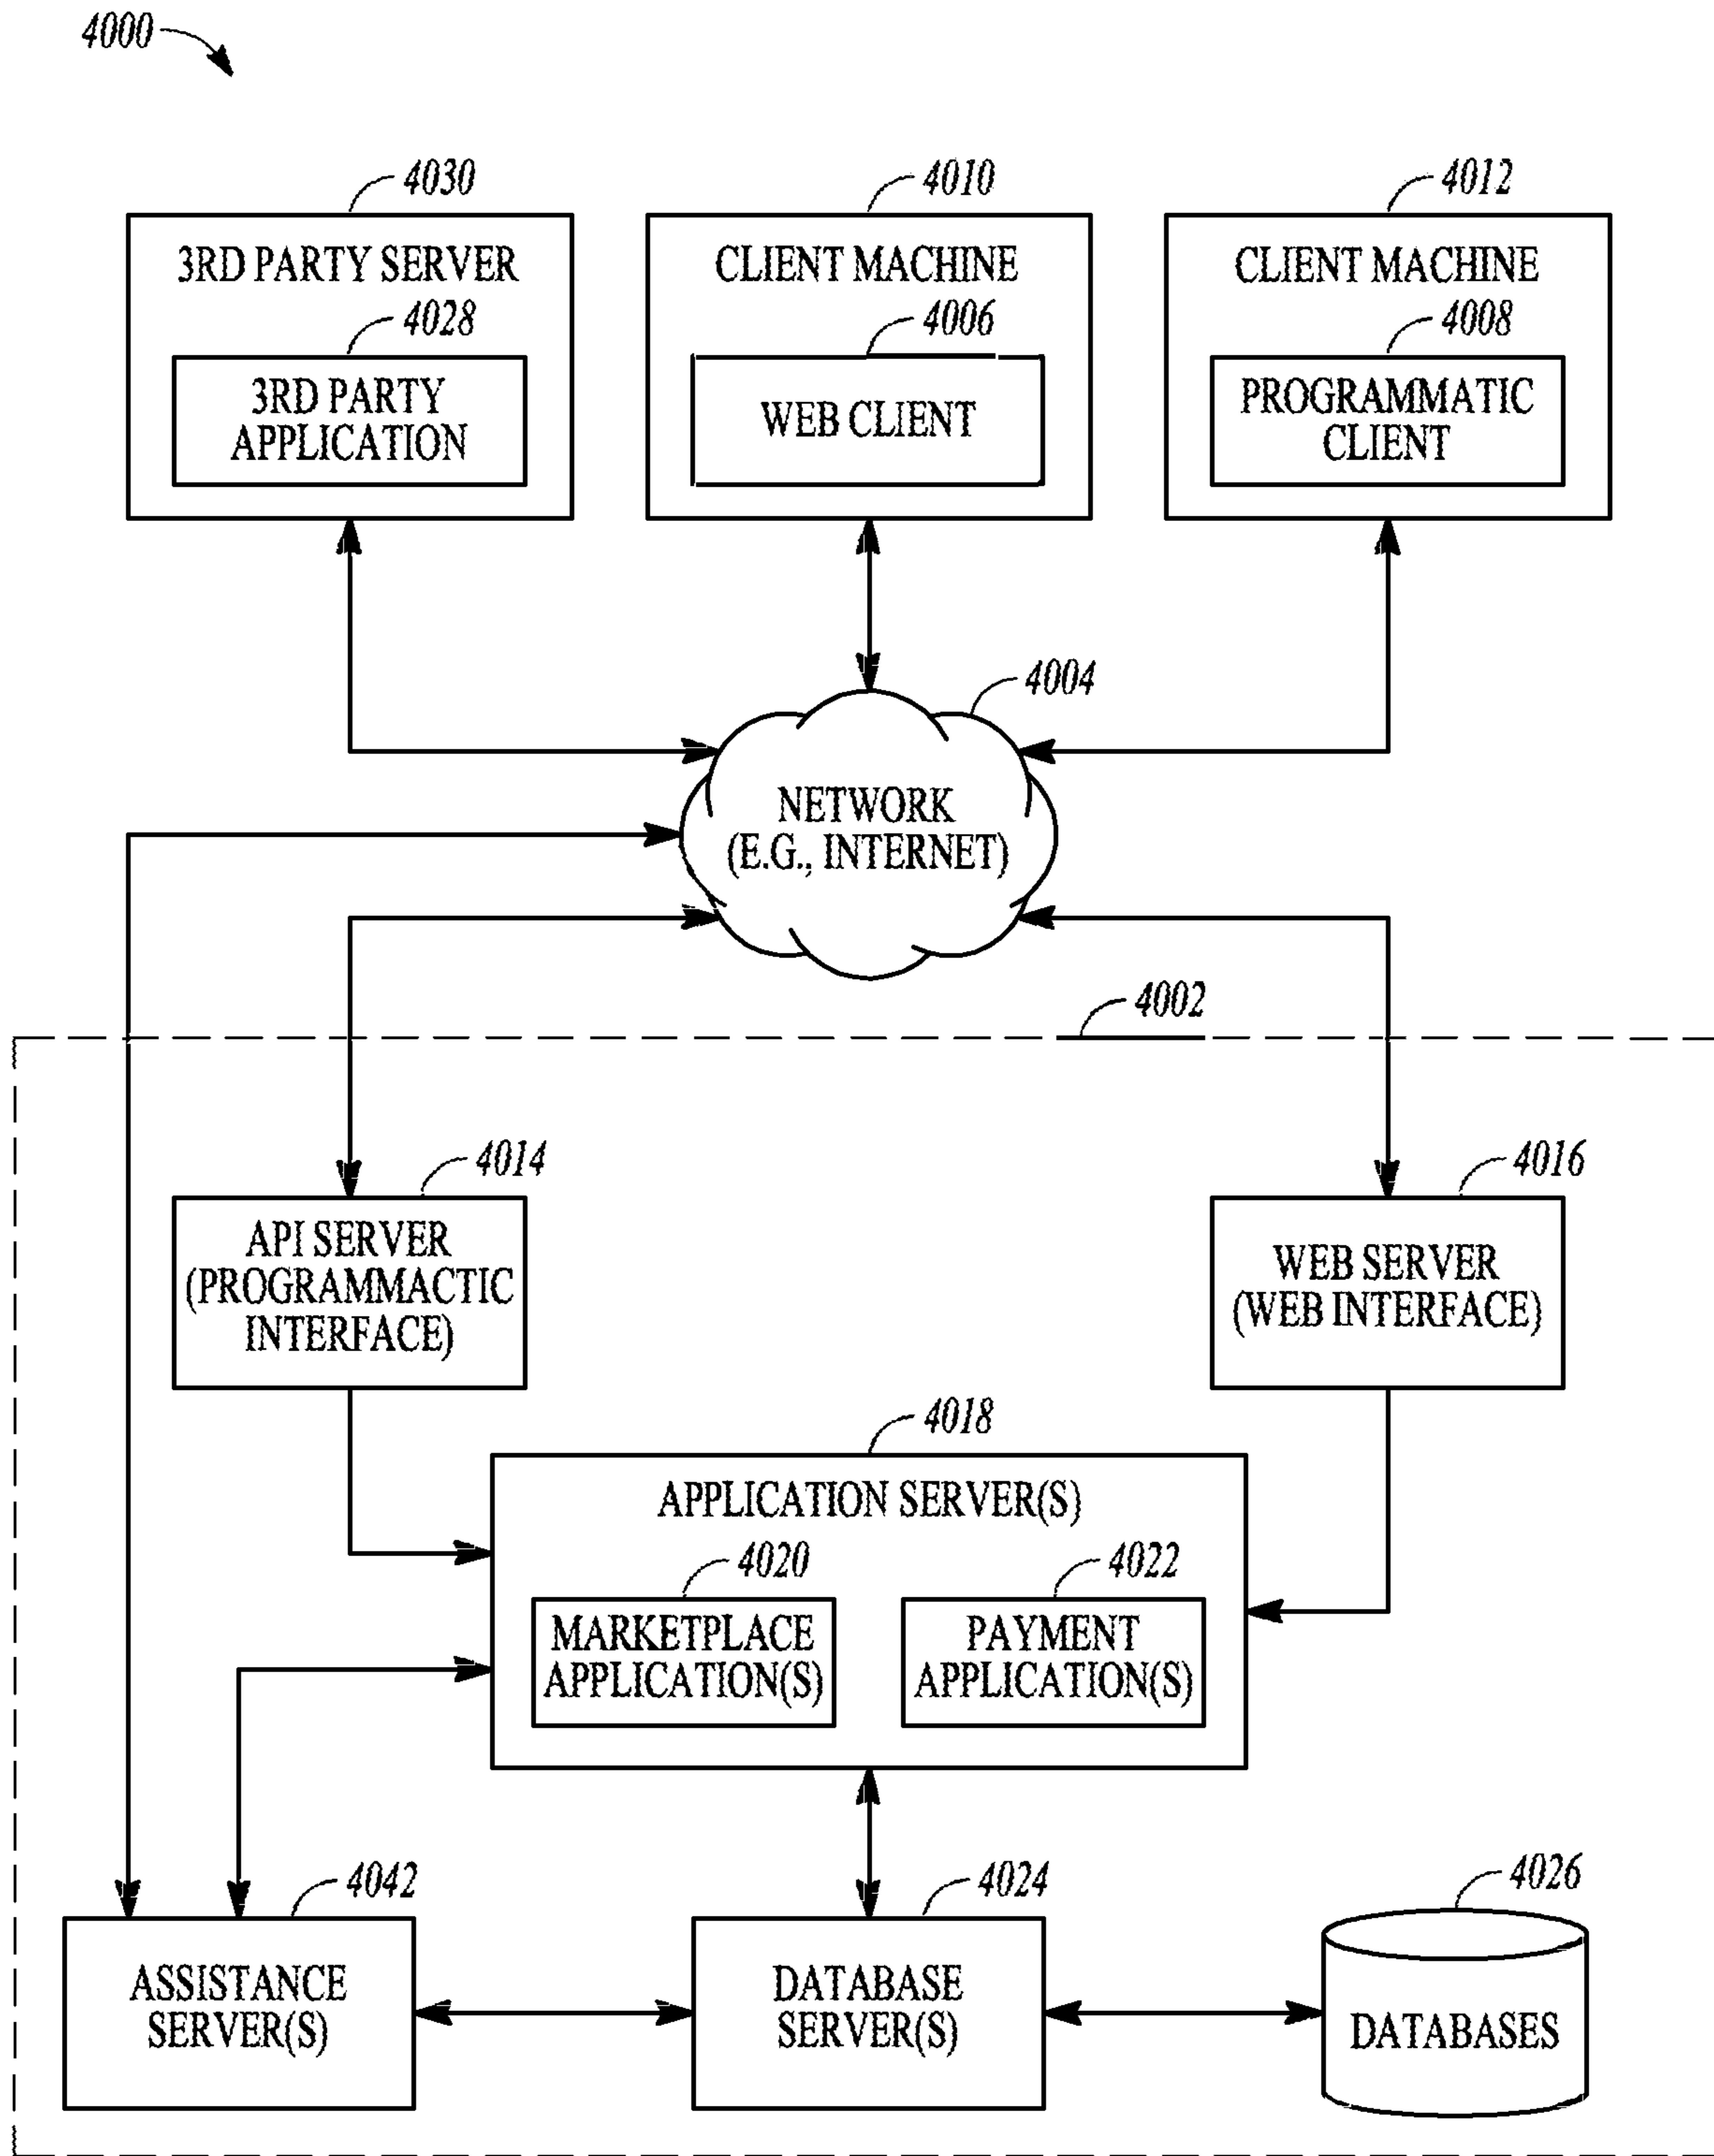 4000
4030
3RD PARTY SERVER
4028
3RD PARTY
APPLICATION
4010
CLIENT MACHINE
4006
WEB CLIENT
4012
CLIENT MACHINE
4008
PROGRAMMATIC
CLIENT
4004
NETWORK
(E.G., INTERNET)
4002
4014
API SERVER
(PROGRAMMACTIC
INTERFACE)
4016
WEB SERVER
(WEB INTERFACE)
4018
APPLICATION SERVER(S)
4020
MARKETPLACE
APPLICATION(S)
4022
PAYMENT
APPLICATION(S)
4042
ASSISTANCE
SERVER(S)
4024
DATABASE
SERVER(S)
4026
DATABASES